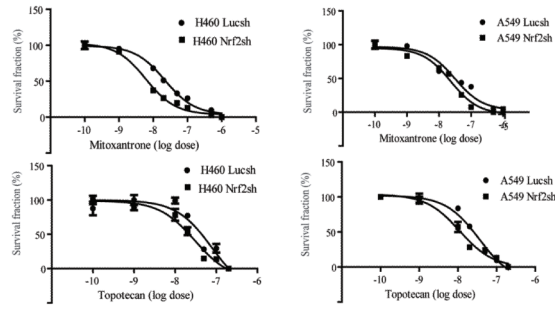 150
100
50
0
Survival fraction (%)
H460 Lucsh
H460 Nrf2sh
-10 -9 -8 -7 -6 -5
Mitoxantrone (log dose)
150
100
50
0
Survival fraction (%)
A549 Lucsh
A549 Nrf2sh
-10 -9 -8 -7 -6
Mitoxantrone (log dose)
150
100
50
0
Survival fraction (%)
H460 Lucsh
H460 Nrf2sh
-10 -9 -8 -7 -6
Topotecan (log dose)
150
100
50
0
Survival fraction (%)
A549 Lucsh
A549 Nrf2sh
-10 -9 -8 -7 -6
Topotecan (log dose)